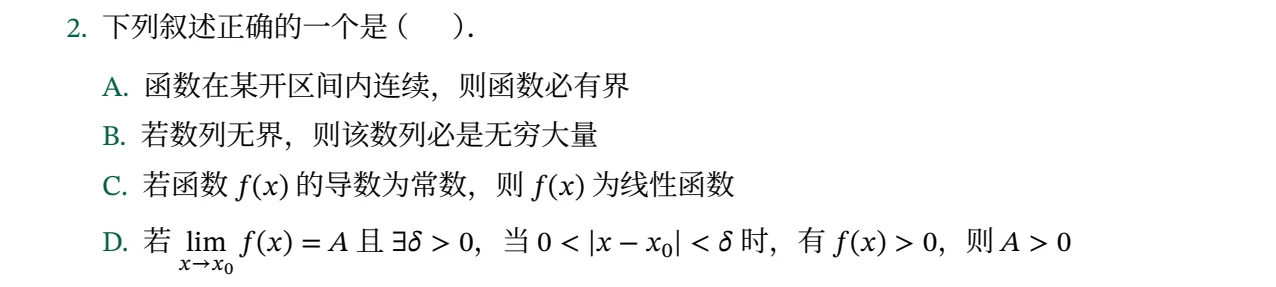 2. 下列叙述正确的一个是 (　).
A. 函数在某开区间内连续，则函数必有界
B. 若数列无界，则该数列必是无穷大量
C. 若函数 f(x) 的导数为常数，则 f(x) 为线性函数
D. 若 lim_{x→x₀} f(x) = A 且 ∃δ > 0，当 0 < |x − x₀| < δ 时，有 f(x) > 0，则 A > 0